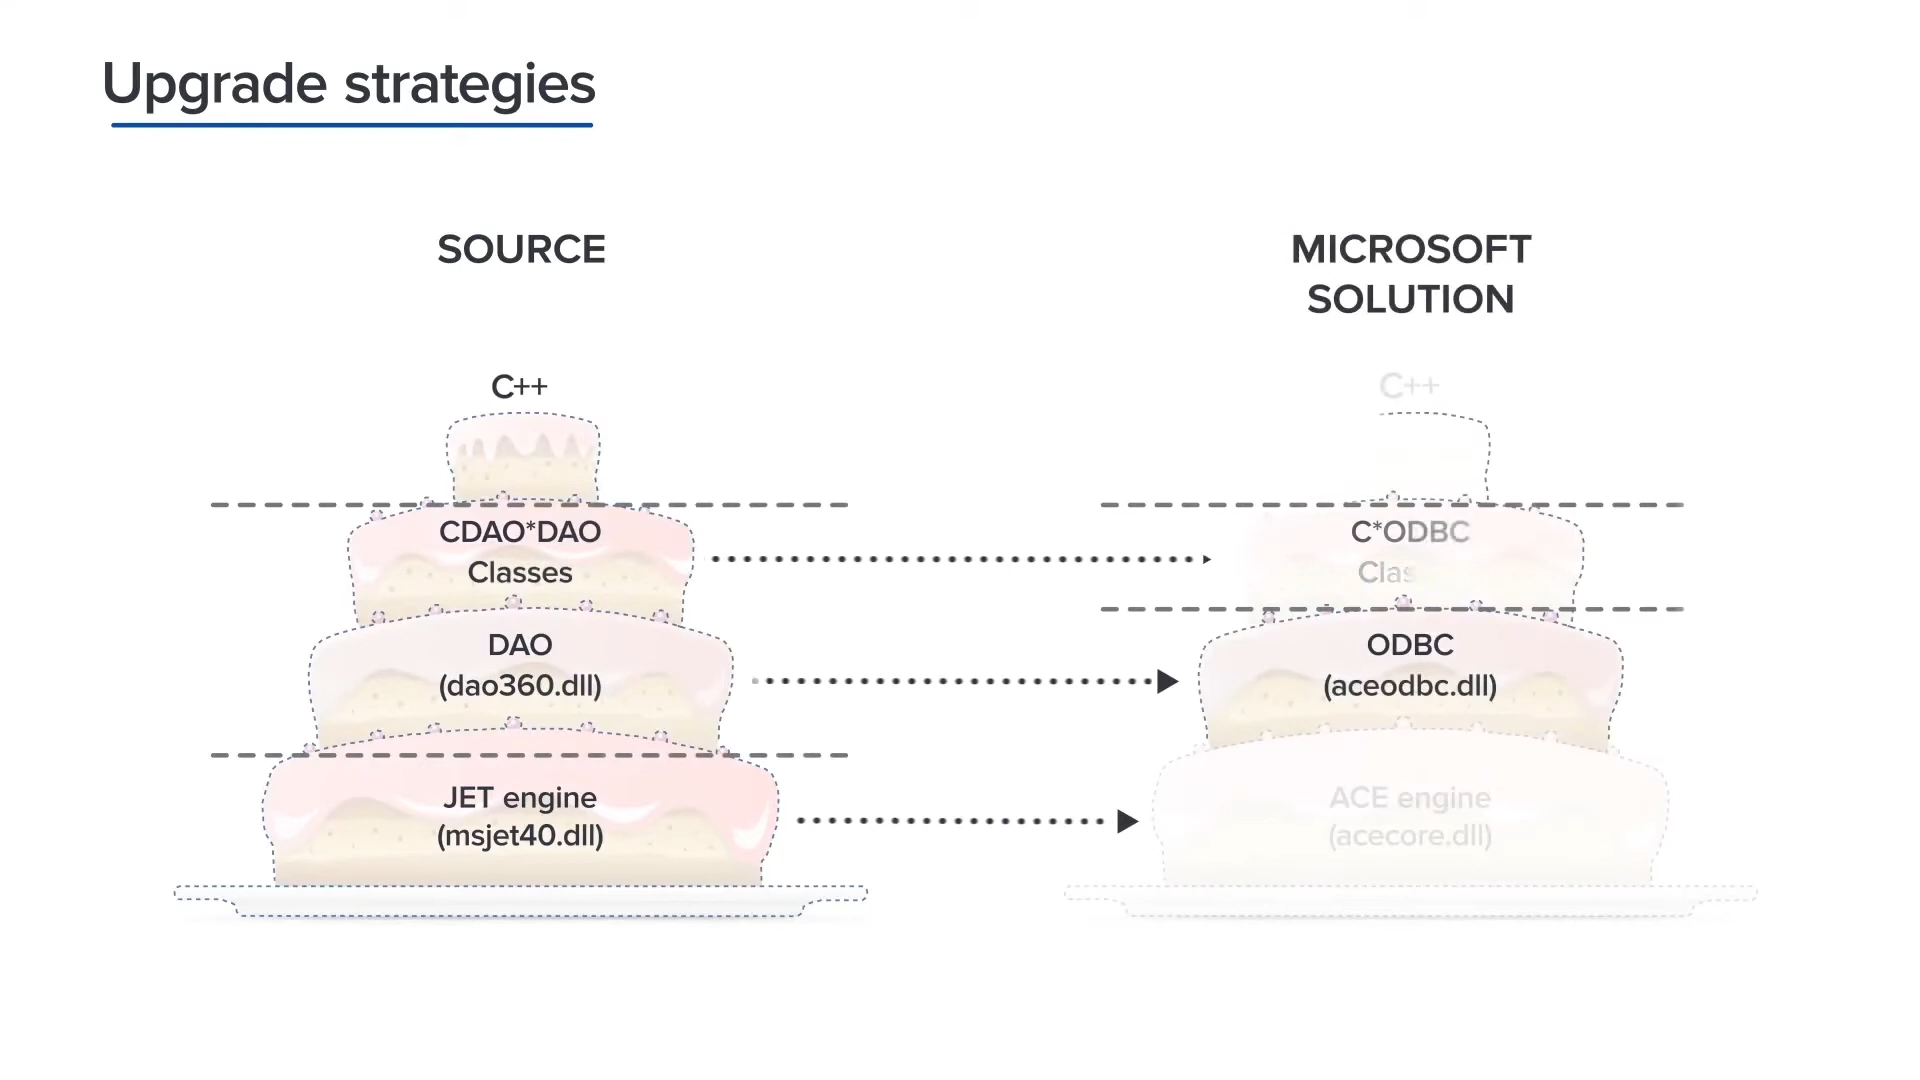 Upgrade strategies
SOURCE
MICROSOFT
SOLUTION
C++
CDAO*DAO
Classes
DAO
(dao360.dll)
JET engine
(msjet40.dll)
C++
C*ODBC
Clas
ODBC
(aceodbc.dll)
ACE engine
(acecore.dll)